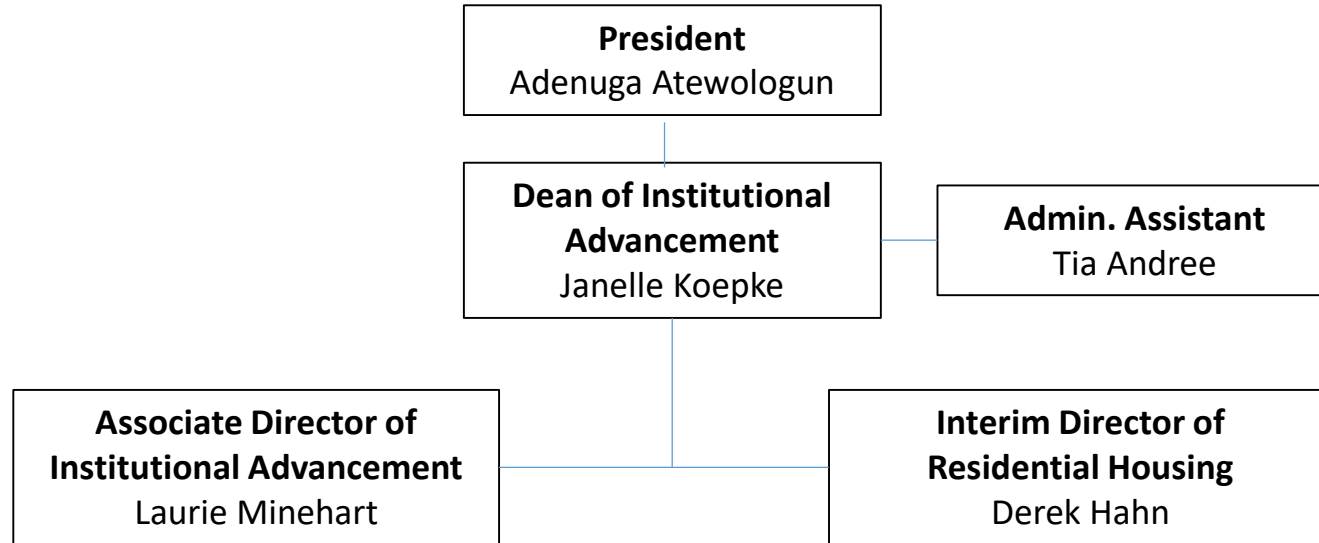 President
Adenuga Atewologun
Dean of Institutional
Advancement
Janelle Koepke
Admin. Assistant
Tia Andree
Associate Director of
Institutional Advancement
Laurie Minehart
Interim Director of
Residential Housing
Derek Hahn